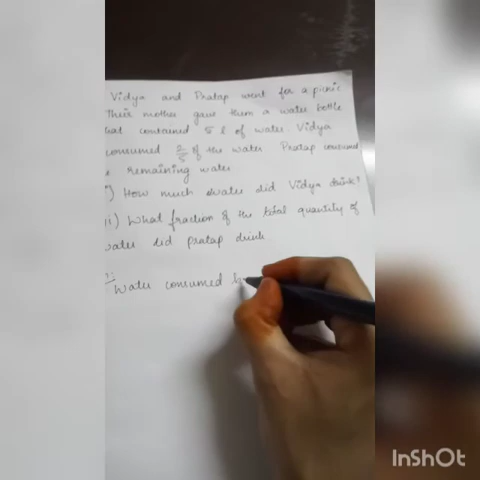 Vidya and Pratap went for a picnic
Their mother gave them a water bottle
that contained 5 l of water. Vidya
consumed 2/5 of the water Pratap consumed
remaining water
i) How much water did Vidya drink?
ii) What fraction of the total quantity of
water did pratap drink
Water consumed by
InShOt